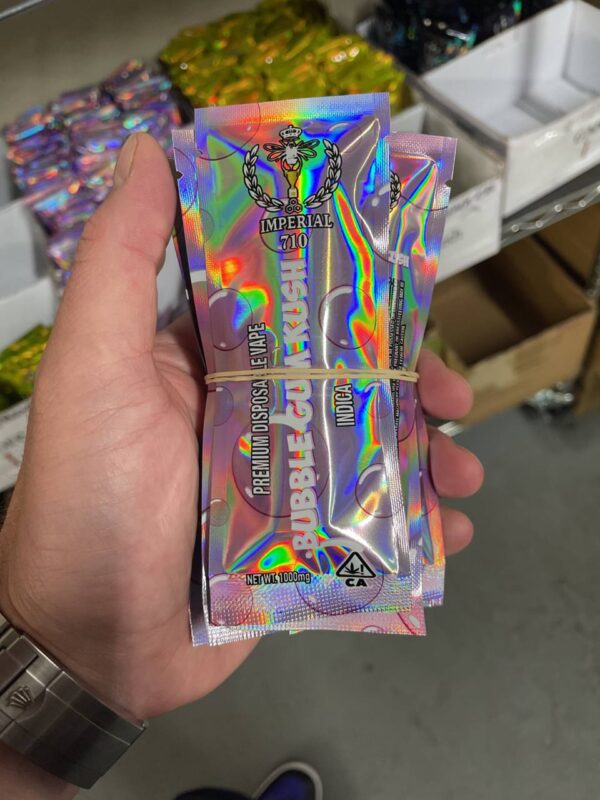 IMPERIAL
710
PREMIUM DISPOSABLE VAPE
BUBBLE GUM KUSH
INDICA
NET WT. 1000mg
CA